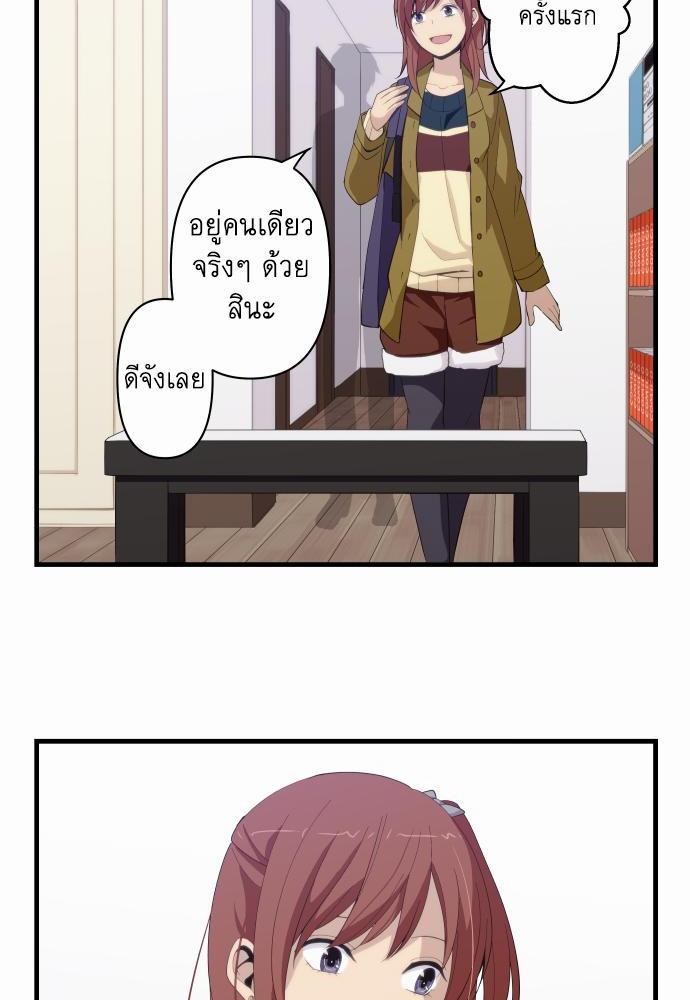 ครั้งแรก
อยู่คนเดียว
จริงๆ ด้วย
สินะ
ดีจังเลย